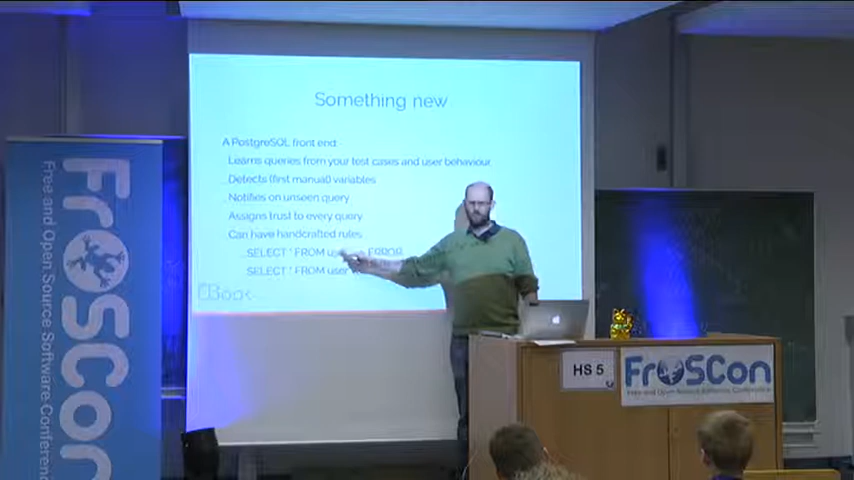 Something new
A PostgreSQL front end
Learns queries from your test cases and user behaviour
Detects (first manual) variables
Notifies on unseen query
Assigns trust to every query
Can have handcrafted rules
SELECT * FROM ERROR
SELECT * FROM user
FrOSCon
Free and Open Source Software Conference
HS 5
FrOSCon
Free and Open Source Software Conference